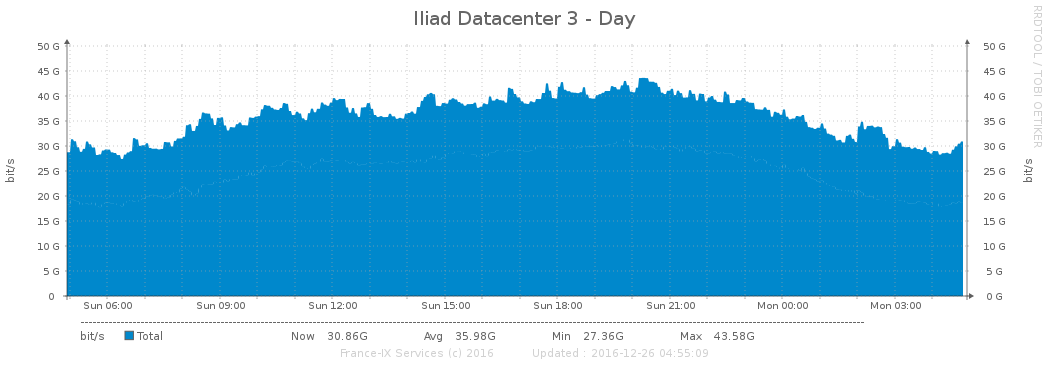 Iliad Datacenter 3 - Day
RRDTOOL / TOBI OETIKER
50 G 50 G
45 G 45 G
40 G 40 G
35 G 35 G
30 G 30 G
25 G 25 G
20 G 20 G
15 G 15 G
10 G 10 G
5 G 5 G
0 0 G
bit/s bit/s
Sun 06:00 Sun 09:00 Sun 12:00 Sun 15:00 Sun 18:00 Sun 21:00 Mon 00:00 Mon 03:00
bit/s Total Now 30.86G Avg 35.98G Min 27.36G Max 43.58G
France-IX Services (c) 2016 Updated : 2016-12-26 04:55:09